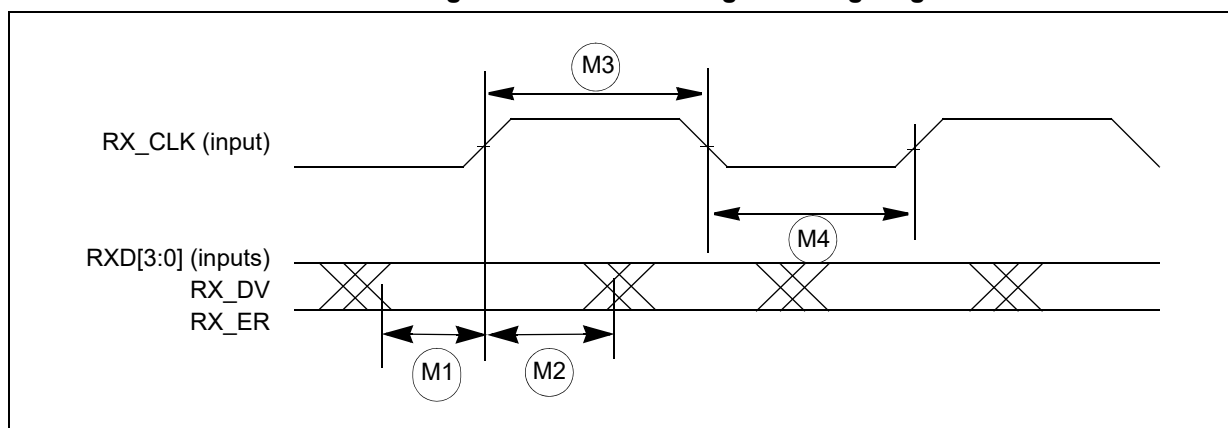 M3
RX_CLK (input)
M4
RXD[3:0] (inputs)
RX_DV
RX_ER
M1
M2